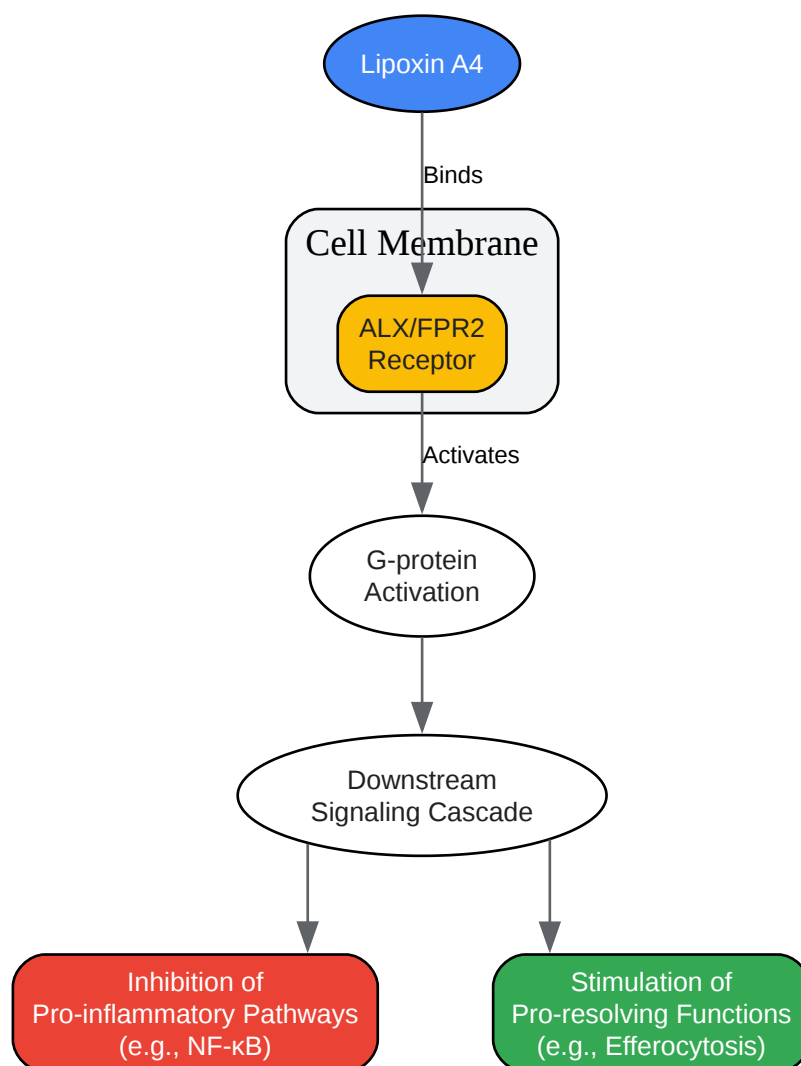 Lipoxin A4
Binds
Cell Membrane
ALX/FPR2
Receptor
Activates
G-protein
Activation
Downstream
Signaling Cascade
Inhibition of
Pro-inflammatory Pathways
(e.g., NF-κB)
Stimulation of
Pro-resolving Functions
(e.g., Efferocytosis)